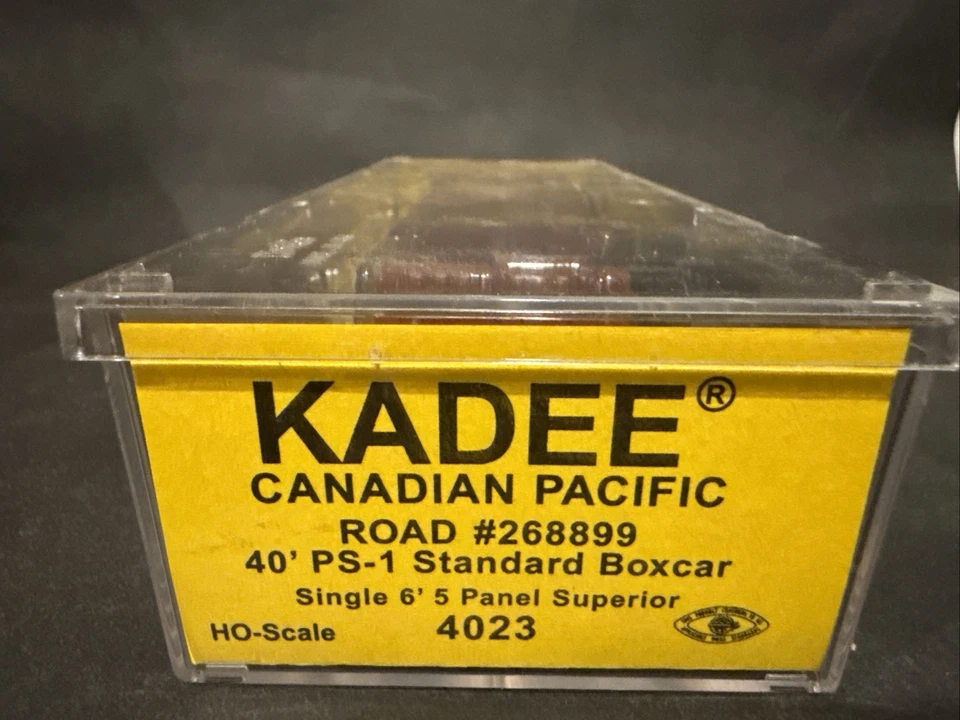 KADEE®
CANADIAN PACIFIC
ROAD #268899
40' PS-1 Standard Boxcar
Single 6' 5 Panel Superior
HO-Scale 4023